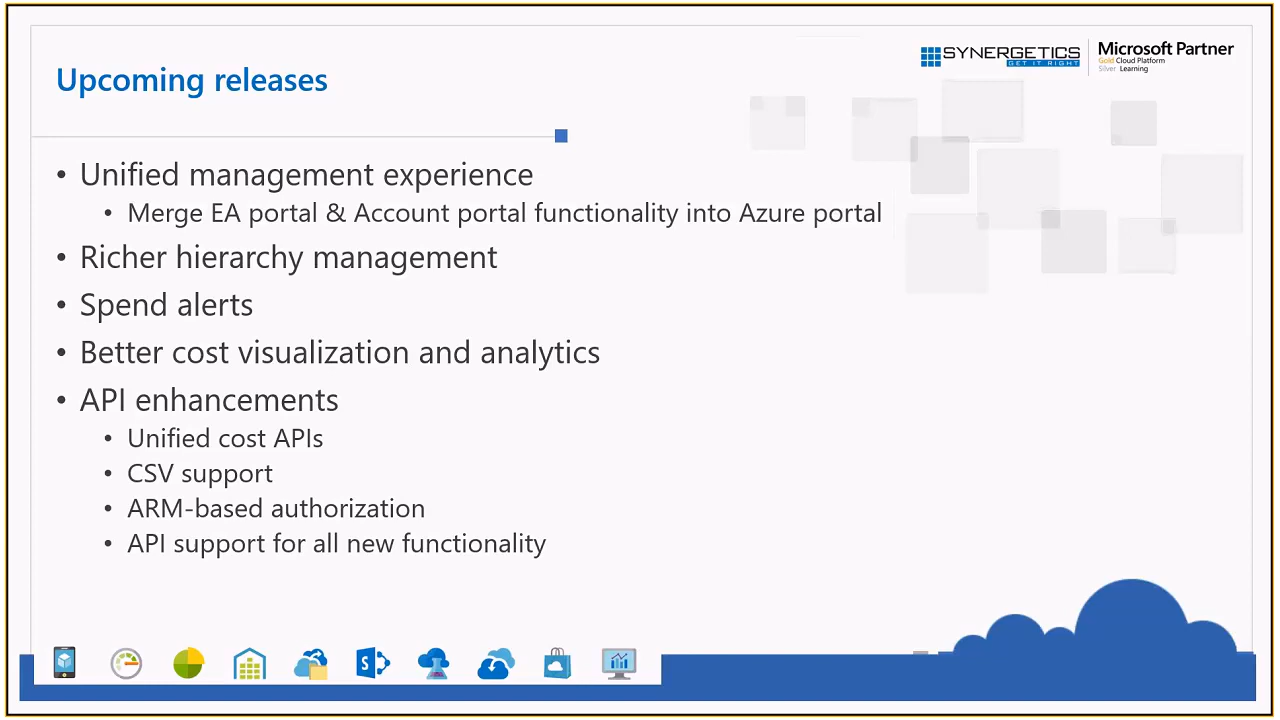 SYNERGETICS
GET IT RIGHT
Microsoft Partner
Gold Cloud Platform
Silver Learning
Upcoming releases
• Unified management experience
• Merge EA portal & Account portal functionality into Azure portal
• Richer hierarchy management
• Spend alerts
• Better cost visualization and analytics
• API enhancements
• Unified cost APIs
• CSV support
• ARM-based authorization
• API support for all new functionality
S